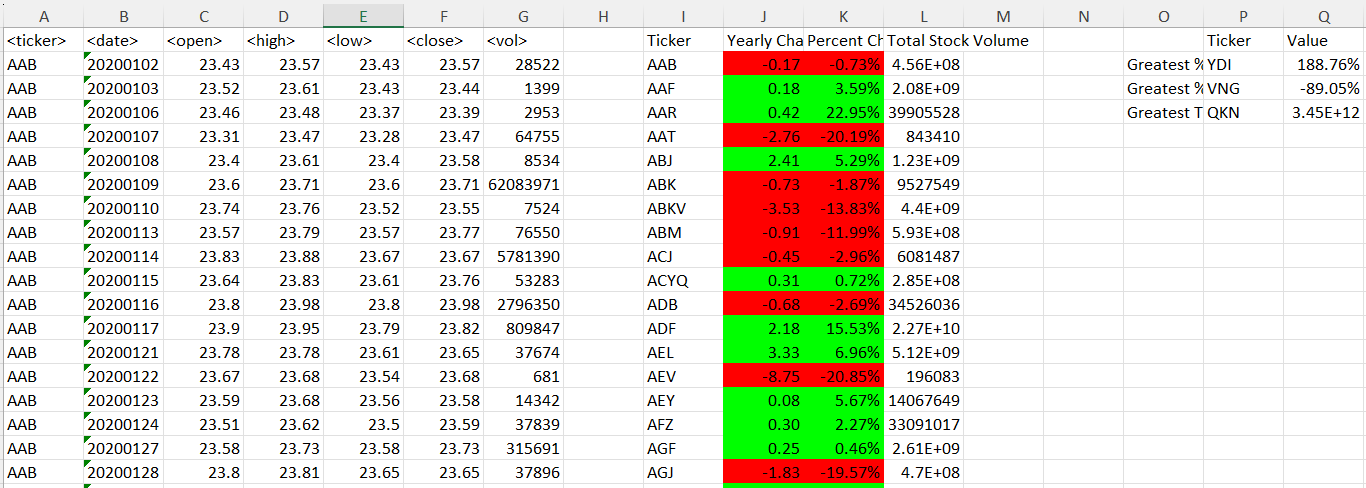 A B C D E F G H I J K L M N O P Q
<ticker> <date> <open> <high> <low> <close> <vol> Ticker Yearly Cha Percent Ch Total Stock Volume Ticker Value
AAB 20200102 23.43 23.57 23.43 23.57 28522 AAB -0.17 -0.73% 4.56E+08 Greatest % YDI 188.76%
AAB 20200103 23.52 23.61 23.43 23.44 1399 AAF 0.18 3.59% 2.08E+09 Greatest % VNG -89.05%
AAB 20200106 23.46 23.48 23.37 23.39 2953 AAR 0.42 22.95% 39905528 Greatest T QKN 3.45E+12
AAB 20200107 23.31 23.47 23.28 23.47 64755 AAT -2.76 -20.19% 843410
AAB 20200108 23.4 23.61 23.4 23.58 8534 ABJ 2.41 5.29% 1.23E+09
AAB 20200109 23.6 23.71 23.6 23.71 62083971 ABK -0.73 -1.87% 9527549
AAB 20200110 23.74 23.76 23.52 23.55 7524 ABKV -3.53 -13.83% 4.4E+09
AAB 20200113 23.57 23.79 23.57 23.77 76550 ABM -0.91 -11.99% 5.93E+08
AAB 20200114 23.83 23.88 23.67 23.67 5781390 ACJ -0.45 -2.96% 6081487
AAB 20200115 23.64 23.83 23.61 23.76 53283 ACYQ 0.31 0.72% 2.85E+08
AAB 20200116 23.8 23.98 23.8 23.98 2796350 ADB -0.68 -2.69% 34526036
AAB 20200117 23.9 23.95 23.79 23.82 809847 ADF 2.18 15.53% 2.27E+10
AAB 20200121 23.78 23.78 23.61 23.65 37674 AEL 3.33 6.96% 5.12E+09
AAB 20200122 23.67 23.68 23.54 23.68 681 AEV -8.75 -20.85% 196083
AAB 20200123 23.59 23.68 23.56 23.58 14342 AEY 0.08 5.67% 14067649
AAB 20200124 23.51 23.62 23.5 23.59 37839 AFZ 0.30 2.27% 33091017
AAB 20200127 23.58 23.73 23.58 23.73 315691 AGF 0.25 0.46% 2.61E+09
AAB 20200128 23.8 23.81 23.65 23.65 37896 AGJ -1.83 -19.57% 4.7E+08